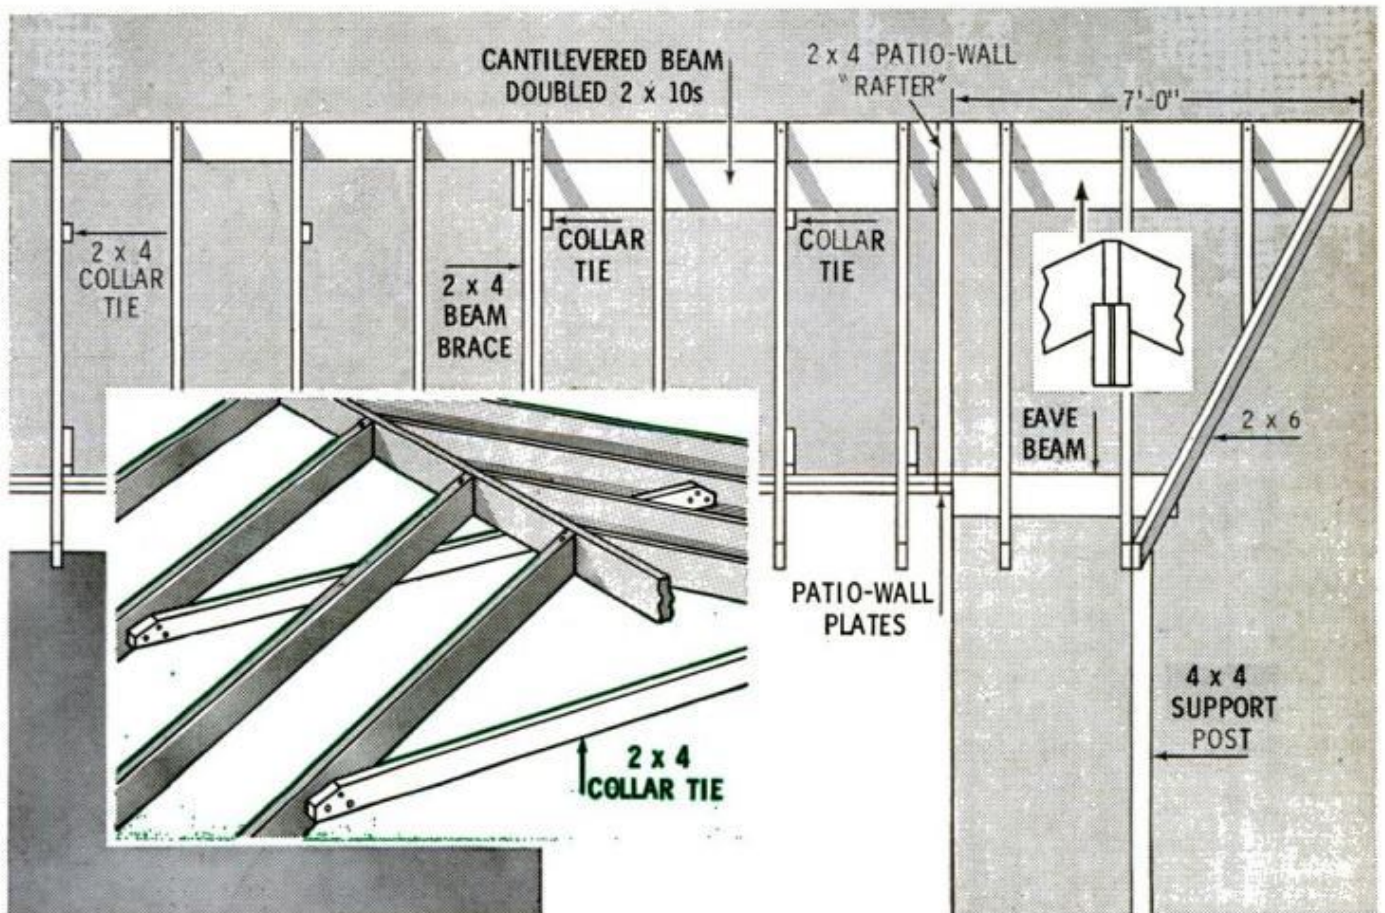 CANTILEVERED BEAM
DOUBLED 2 x 10s
2 x 4 PATIO-WALL
"RAFTER"
7'-0"
2 x 4
COLLAR
TIE
COLLAR
TIE
COLLAR
TIE
2 x 4
BEAM
BRACE
EAVE
BEAM
2 x 6
PATIO-WALL
PLATES
4 x 4
SUPPORT
POST
2 x 4
COLLAR TIE